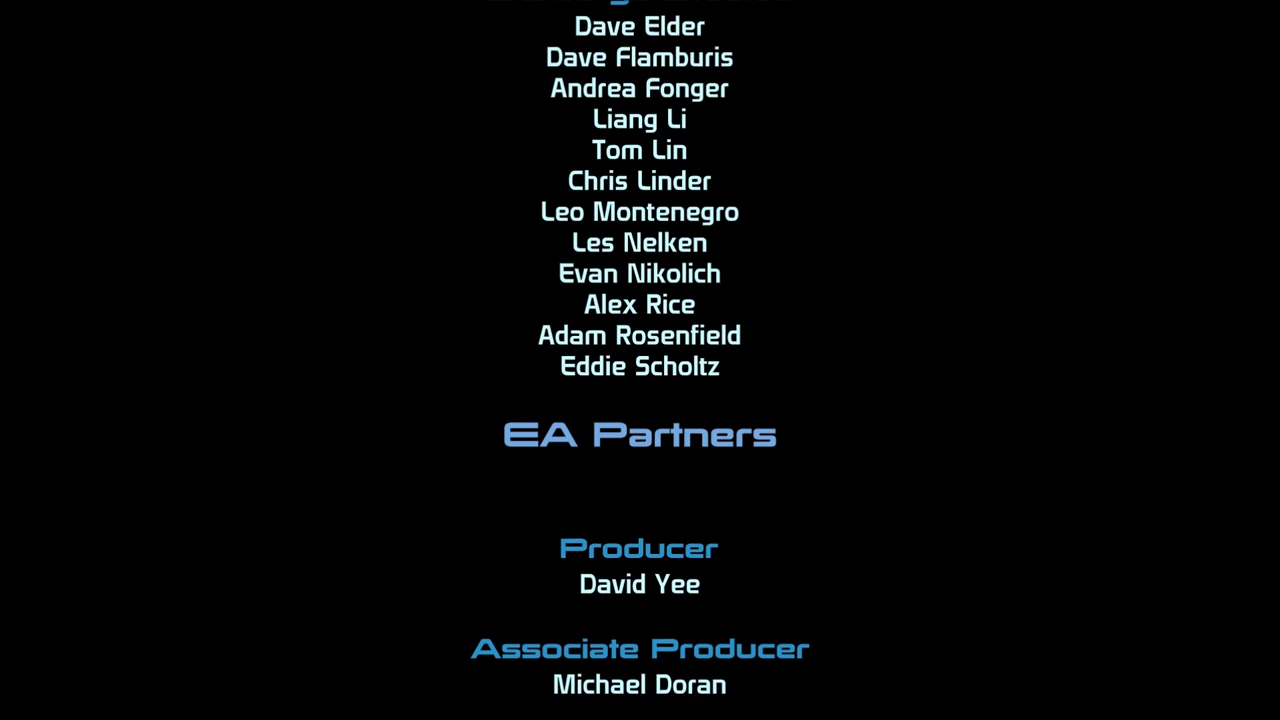 Dave Elder
Dave Flamburis
Andrea Fonger
Liang Li
Tom Lin
Chris Linder
Leo Montenegro
Les Nelken
Evan Nikolich
Alex Rice
Adam Rosenfield
Eddie Scholtz
EA Partners
Producer
David Yee
Associate Producer
Michael Doran